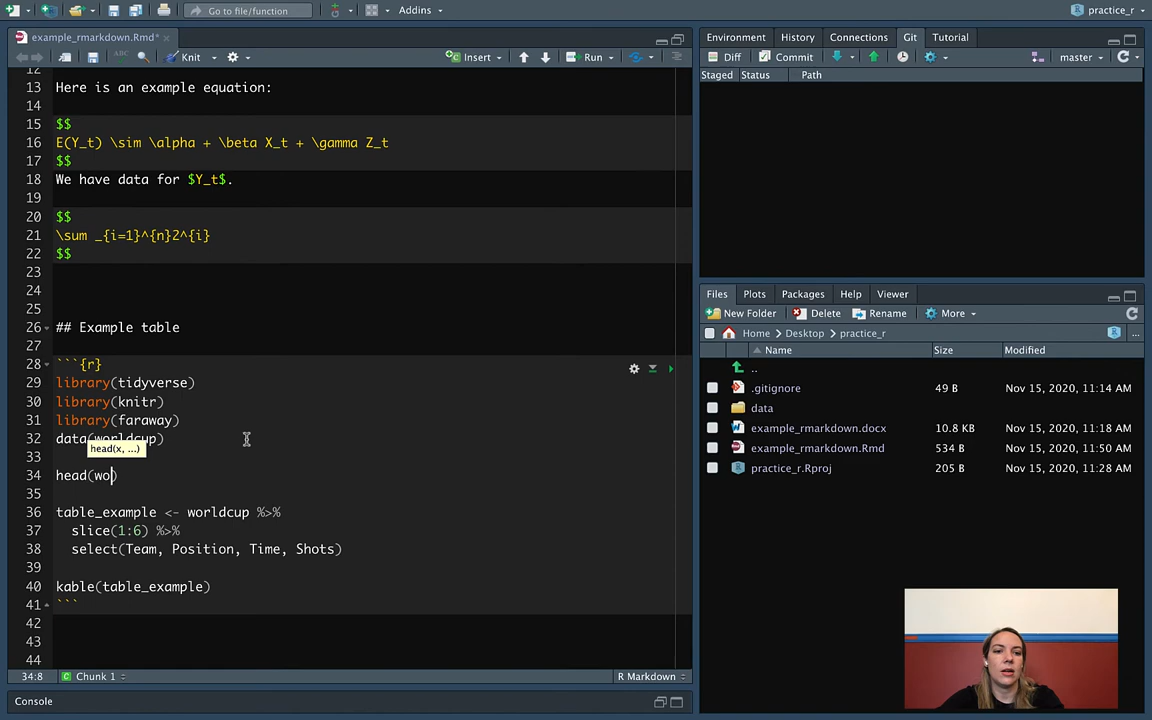 Go to file/function
Addins
practice_r
example_rmarkdown.Rmd*
ABC
Knit
Insert
Run
12
13 Here is an example equation:
14
15 $$
16 E(Y_t) \sim \alpha + \beta X_t + \gamma Z_t
17 $$
18 We have data for $Y_t$.
19
20 $$
21 \sum _{i=1}^{n}2^{i}
22 $$
23
24
25
26 ## Example table
27
28 ```{r}
29 library(tidyverse)
30 library(knitr)
31 library(faraway)
32 data(worldcup)
head(x, ...)
33
34 head(wo)
35
36 table_example <- worldcup %>%
37 slice(1:6) %>%
38 select(Team, Position, Time, Shots)
39
40 kable(table_example)
41 ```
42
43
44
34:8 Chunk 1 R Markdown
Console
Environment History Connections Git Tutorial
Diff Commit master
Staged Status Path
Files Plots Packages Help Viewer
New Folder Delete Rename More
Home Desktop practice_r ...
Name Size Modified
..
.gitignore 49 B Nov 15, 2020, 11:14 AM
data
example_rmarkdown.docx 10.8 KB Nov 15, 2020, 11:18 AM
example_rmarkdown.Rmd 534 B Nov 15, 2020, 11:50 AM
practice_r.Rproj 205 B Nov 15, 2020, 11:28 AM